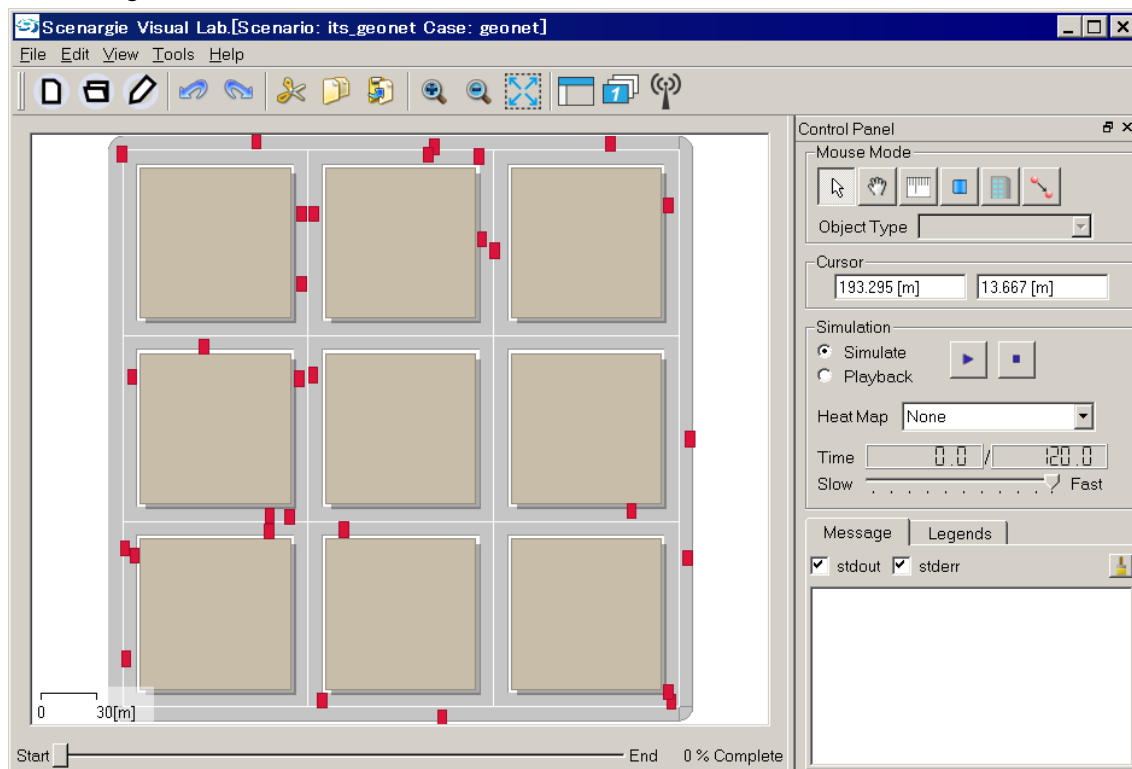 Scenargie Visual Lab.[Scenario: its_geonet Case: geonet]
File Edit View Tools Help
1
Control Panel
Mouse Mode
Object Type
Cursor
193.295 [m] 13.667 [m]
Simulation
Simulate
Playback
Heat Map None
Time 0.0 / 120.0
Slow Fast
Message Legends
stdout stderr
0 30[m]
Start End 0 % Complete